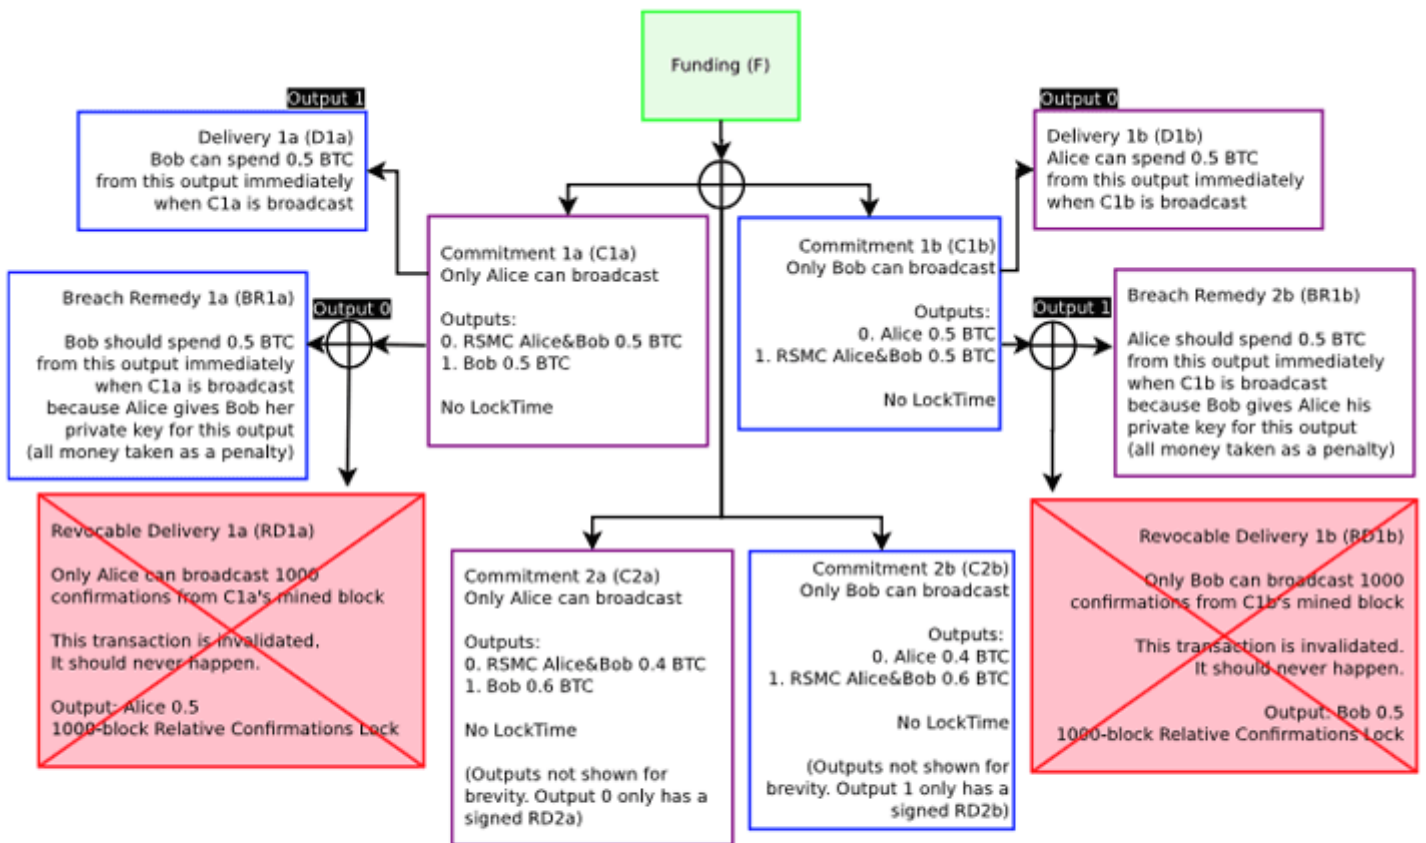 Funding (F)
Output 1
Delivery 1a (D1a)
Bob can spend 0.5 BTC
from this output immediately
when C1a is broadcast
Output 0
Delivery 1b (D1b)
Alice can spend 0.5 BTC
from this output immediately
when C1b is broadcast
Commitment 1a (C1a)
Only Alice can broadcast
Outputs:
0. RSMC Alice&Bob 0.5 BTC
1. Bob 0.5 BTC
No LockTime
Commitment 1b (C1b)
Only Bob can broadcast
Outputs:
0. Alice 0.5 BTC
1. RSMC Alice&Bob 0.5 BTC
No LockTime
Breach Remedy 1a (BR1a)
Bob should spend 0.5 BTC
from this output immediately
when C1a is broadcast
because Alice gives Bob her
private key for this output
(all money taken as a penalty)
Output 0
Output 1
Breach Remedy 2b (BR1b)
Alice should spend 0.5 BTC
from this output immediately
when C1b is broadcast
because Bob gives Alice his
private key for this output
(all money taken as a penalty)
Revocable Delivery 1a (RD1a)
Only Alice can broadcast 1000
confirmations from C1a's mined block
This transaction is invalidated.
It should never happen.
Output: Alice 0.5
1000-block Relative Confirmations Lock
Commitment 2a (C2a)
Only Alice can broadcast
Outputs:
0. RSMC Alice&Bob 0.4 BTC
1. Bob 0.6 BTC
No LockTime
(Outputs not shown for
brevity. Output 0 only has a
signed RD2a)
Commitment 2b (C2b)
Only Bob can broadcast
Outputs:
0. Alice 0.4 BTC
1. RSMC Alice&Bob 0.6 BTC
No LockTime
(Outputs not shown for
brevity. Output 1 only has a
signed RD2b)
Revocable Delivery 1b (RD1b)
Only Bob can broadcast 1000
confirmations from C1b's mined block
This transaction is invalidated.
It should never happen.
Output: Bob 0.5
1000-block Relative Confirmations Lock